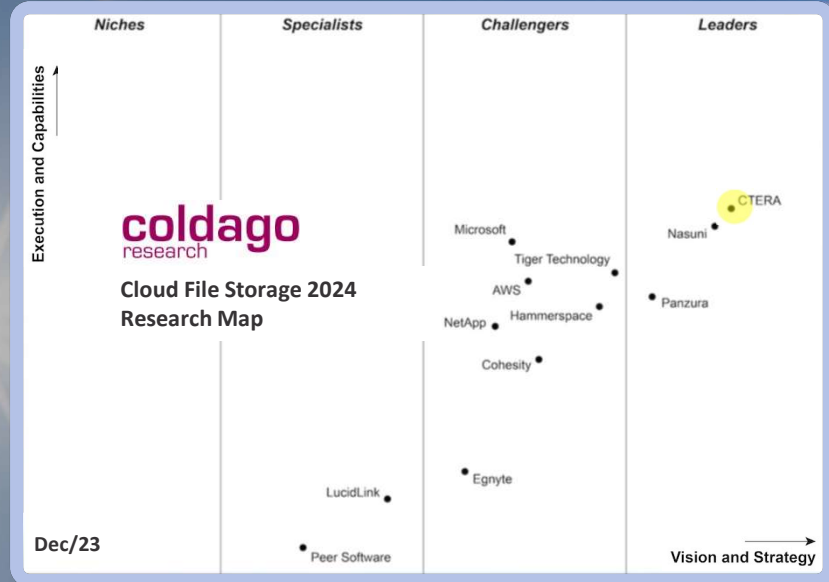 Niches
Specialists
Challengers
Leaders
Execution and Capabilities
coldago
research
Cloud File Storage 2024
Research Map
CTERA
Nasuni
Microsoft
Tiger Technology
AWS
Panzura
Hammerspace
NetApp
Cohesity
Egnyte
LucidLink
Peer Software
Dec/23
Vision and Strategy